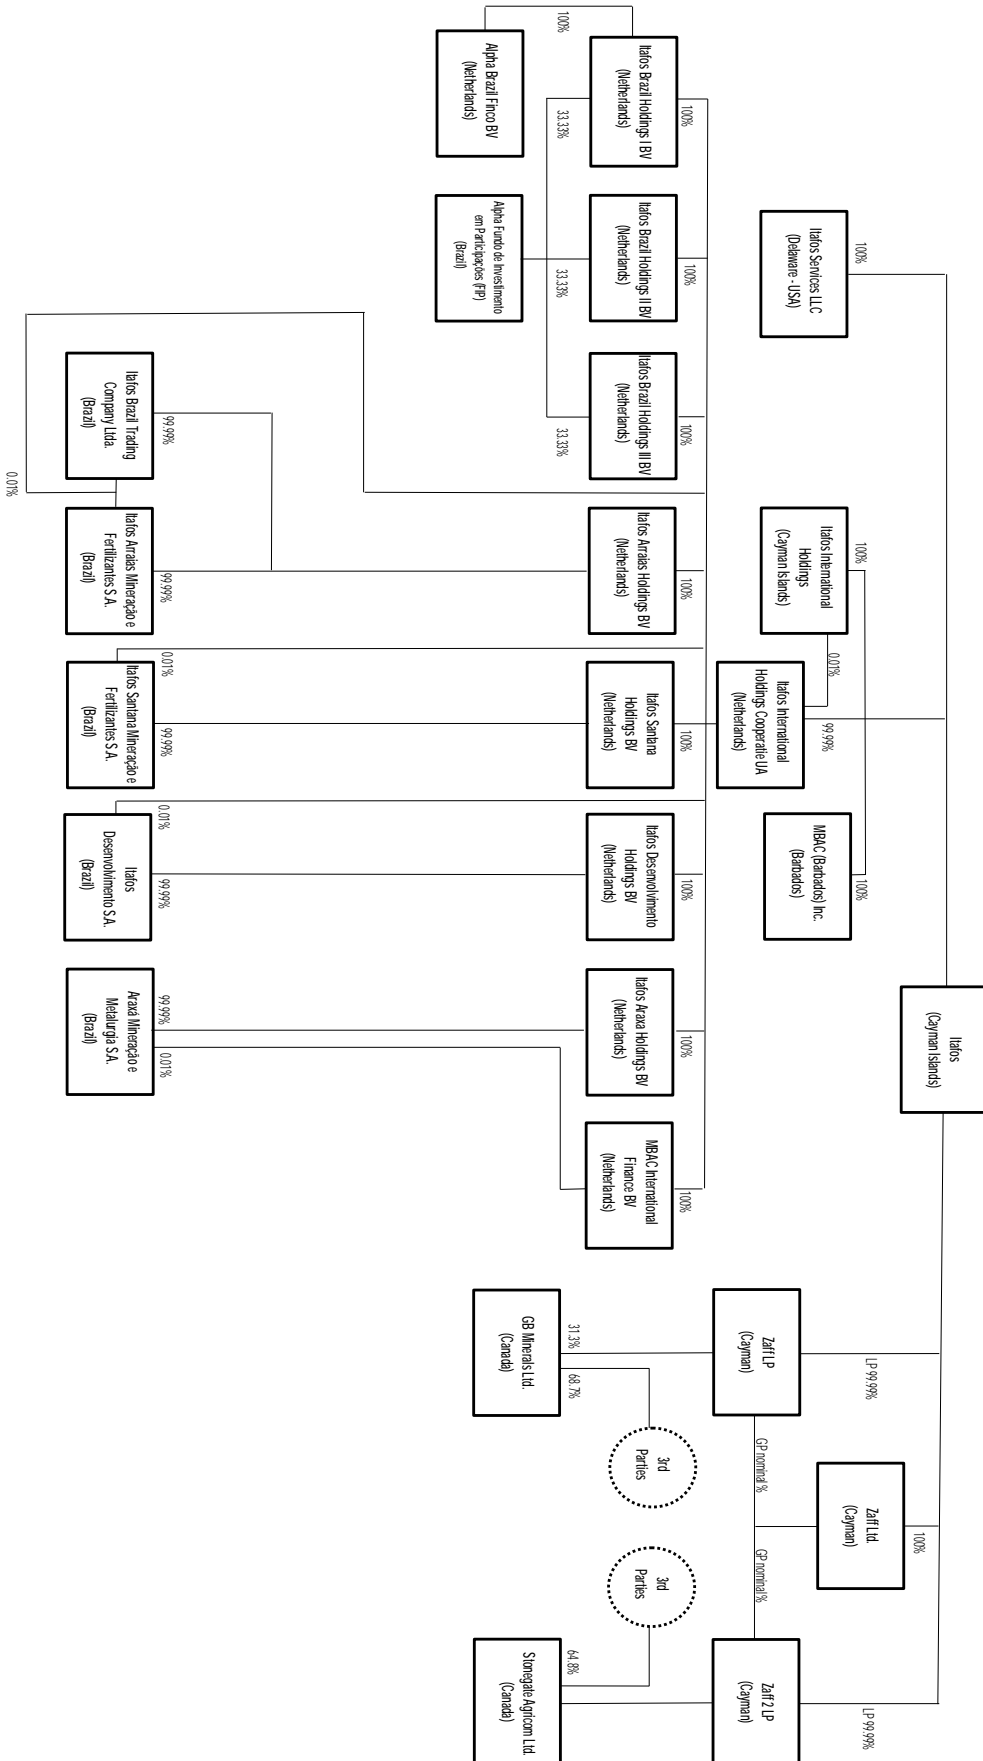 Itafos
(Cayman Islands)
100%
Itafos Services LLC
(Delaware - USA)
100%
Itafos International
Holdings
(Cayman Islands)
0.01%
99.99%
Itafos International
Holdings Cooperatie UA
(Netherlands)
100%
MBAC (Barbados) Inc.
(Barbados)
LP 99.99%
100%
LP 99.99%
Zaff Ltd.
(Cayman)
Zaff LP
(Cayman)
GP nominal %
GP nominal %
Zaff 2 LP
(Cayman)
100%
Itafos Brazil Holdings I BV
(Netherlands)
100%
Itafos Brazil Holdings II BV
(Netherlands)
100%
Itafos Brazil Holdings III BV
(Netherlands)
100%
Itafos Arraias Holdings BV
(Netherlands)
100%
Itafos Santana
Holdings BV
(Netherlands)
100%
Itafos Desenvolvimento
Holdings BV
(Netherlands)
100%
Itafos Araxa Holdings BV
(Netherlands)
100%
MBAC International
Finance BV
(Netherlands)
3rd
Parties
3rd
Parties
100%
33.33%
33.33%
33.33%
31.3%
68.7%
64.8%
Alpha Brazil Finco BV
(Netherlands)
Alpha Fundo de Investimento
em Participações (FIP)
(Brazil)
GB Minerals Ltd.
(Canada)
Stonegate Agricom Ltd.
(Canada)
99.99%
99.99%
0.01%
99.99%
0.01%
99.99%
99.99%
0.01%
Itafos Brazil Trading
Company Ltda.
(Brazil)
Itafos Arraias Mineração e
Fertilizantes S.A.
(Brazil)
Itafos Santana Mineração e
Fertilizantes S.A.
(Brazil)
Itafos
Desenvolvimento S.A.
(Brazil)
Araxá Mineração e
Metalurgia S.A.
(Brazil)
0.01%